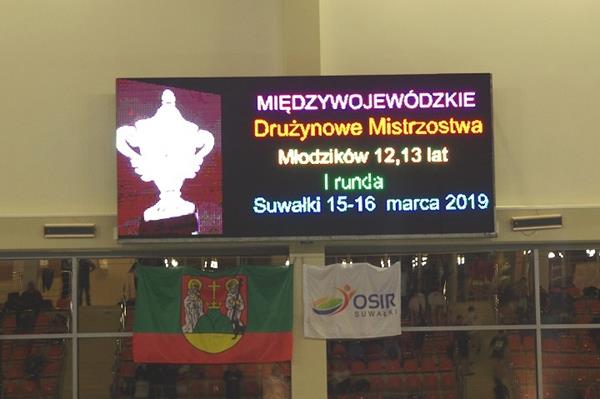 MIĘDZYWOJEWÓDZKIE
Drużynowe Mistrzostwa
Młodzików 12,13 lat
I runda
Suwałki 15-16 marca 2019
OSIR
SUWAŁKI